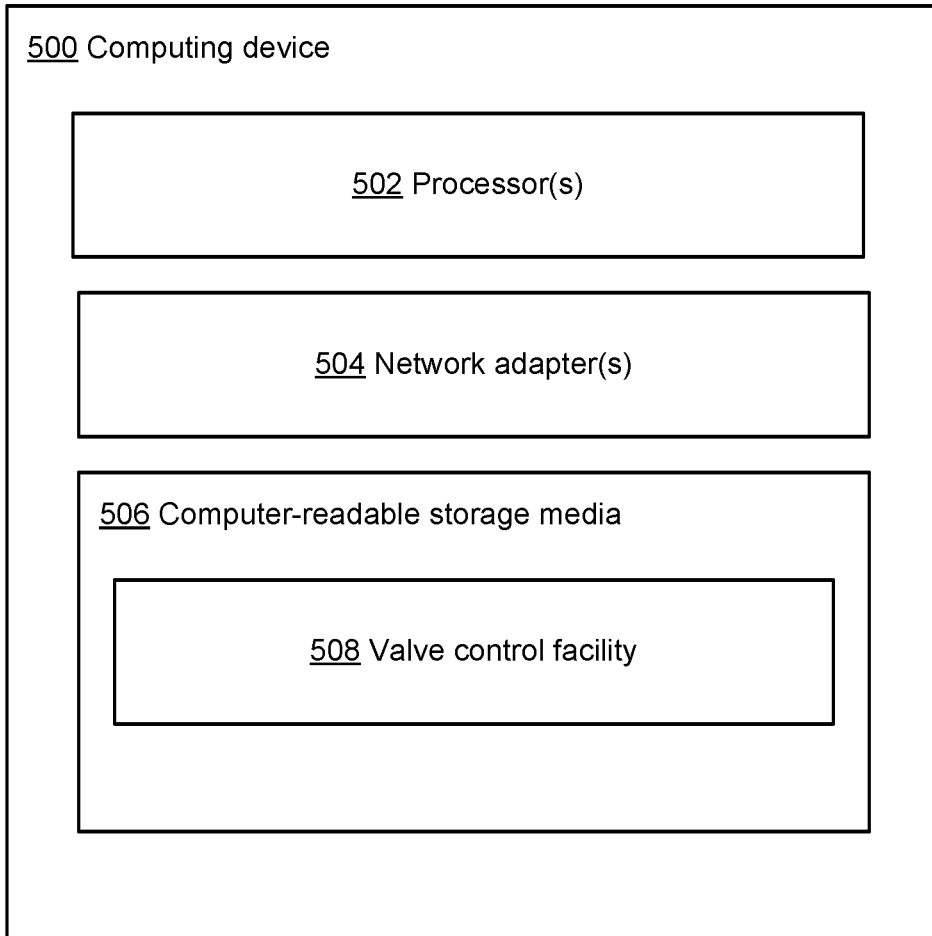 500 Computing device
502 Processor(s)
504 Network adapter(s)
506 Computer-readable storage media
508 Valve control facility